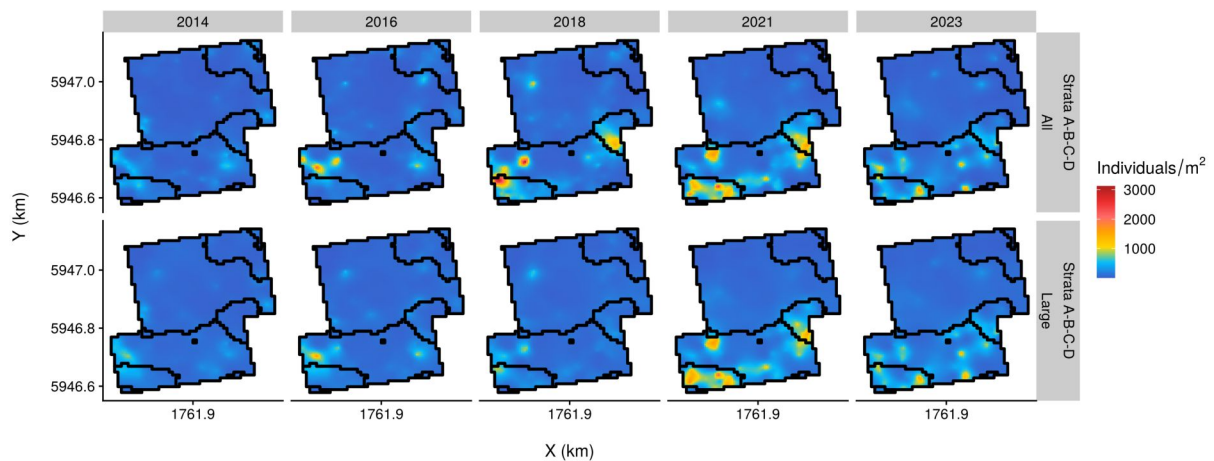 2014 2016 2018 2021 2023
5947.0
5946.8
5946.6
Strata A-B-C-D
All
Y (km)
Individuals/m²
3000
2000
1000
5947.0
5946.8
5946.6
Strata A-B-C-D
Large
1761.9 1761.9 1761.9 1761.9 1761.9
X (km)